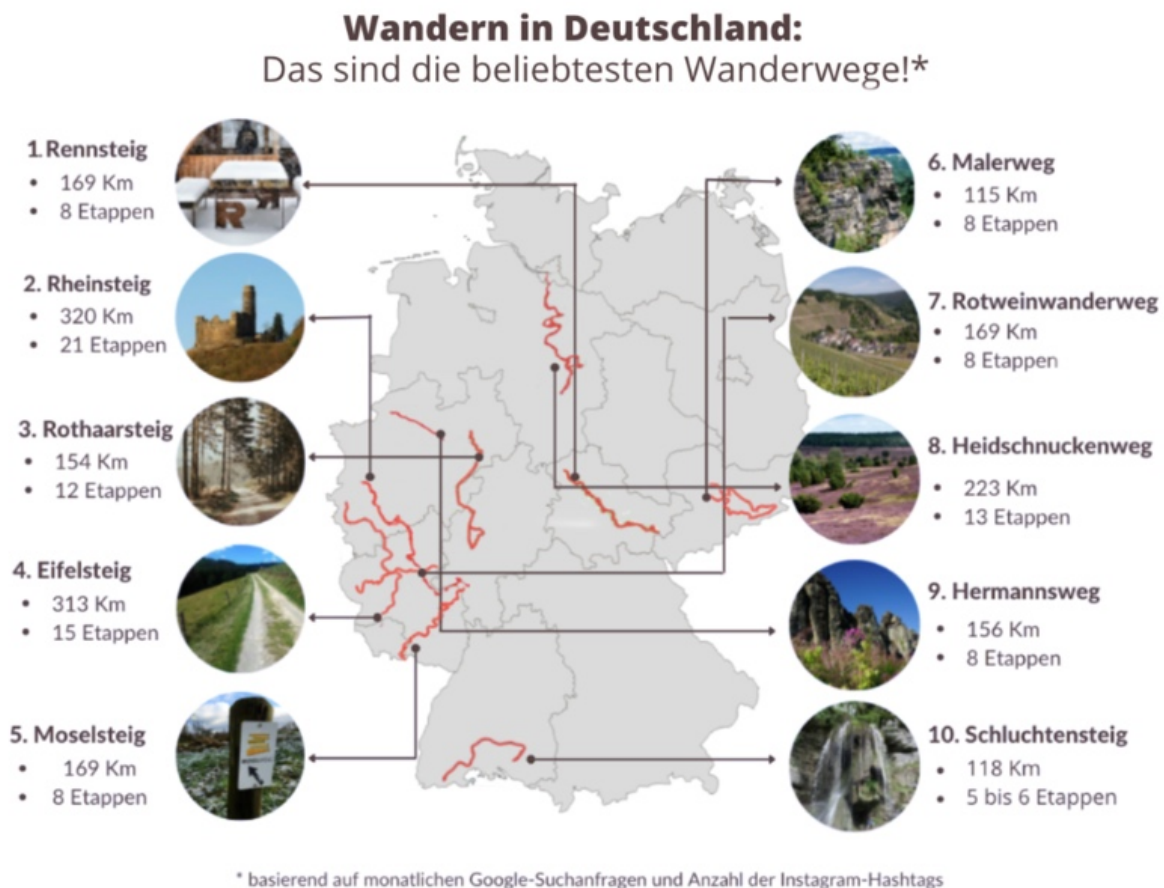 Wandern in Deutschland:
Das sind die beliebtesten Wanderwege!*
1. Rennsteig
• 169 Km
• 8 Etappen
2. Rheinsteig
• 320 Km
• 21 Etappen
3. Rothaarsteig
• 154 Km
• 12 Etappen
4. Eifelsteig
• 313 Km
• 15 Etappen
5. Moselsteig
• 169 Km
• 8 Etappen
6. Malerweg
• 115 Km
• 8 Etappen
7. Rotweinwanderweg
• 169 Km
• 8 Etappen
8. Heidschnuckenweg
• 223 Km
• 13 Etappen
9. Hermannsweg
• 156 Km
• 8 Etappen
10. Schluchtensteig
• 118 Km
• 5 bis 6 Etappen
R
* basierend auf monatlichen Google-Suchanfragen und Anzahl der Instagram-Hashtags